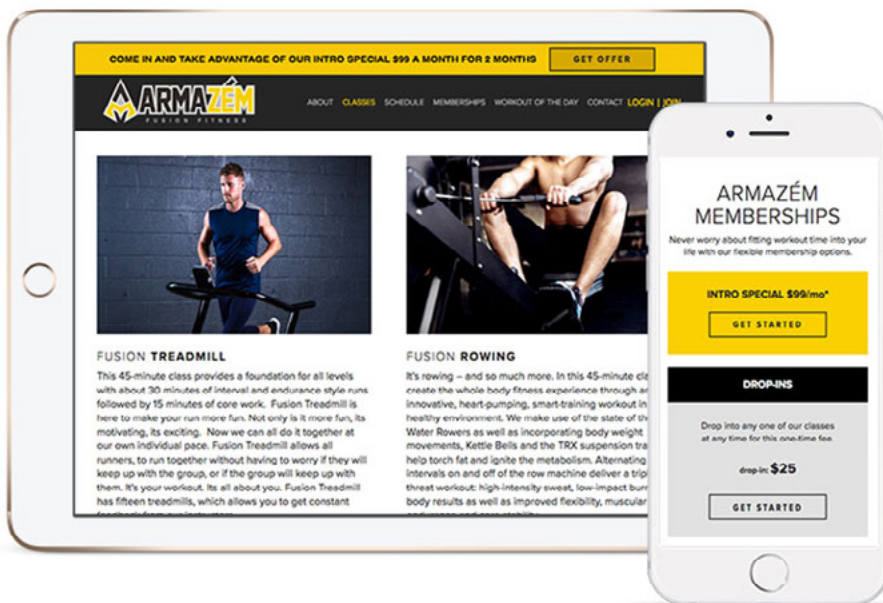 COME IN AND TAKE ADVANTAGE OF OUR INTRO SPECIAL $99 A MONTH FOR 2 MONTHS
GET OFFER
ARMAZÉM
FUSION FITNESS
ABOUT CLASSES SCHEDULE MEMBERSHIPS WORKOUT OF THE DAY CONTACT LOGIN | JOIN
FUSION TREADMILL
This 45-minute class provides a foundation for all levels
with about 30 minutes of interval and endurance style runs
followed by 15 minutes of core work. Fusion Treadmill is
here to make your run more fun. Not only is it more fun, its
motivating, its exciting. Now we can all do it together at
our own individual pace. Fusion Treadmill allows all
runners, to run together without having to worry if they will
keep up with the group, or if the group will keep up with
them. It's your workout. Its all about you. Fusion Treadmill
has fifteen treadmills, which allows you to get constant
FUSION ROWING
It's rowing – and so much more. In this 45-minute
create the whole body fitness experience through
innovative, heart-pumping, smart-training workout in
healthy environment. We make use of the state of the
Water Rowers as well as incorporating body weight
movements, Kettle Bells and the TRX suspension
help torch fat and ignite the metabolism. Alternating
intervals on and off of the row machine deliver a
threat workout: high-intensity sweat, low-impact
body results as well as improved flexibility, muscular
ARMAZÉM
MEMBERSHIPS
Never worry about fitting workout time into your
life with our flexible membership options.
INTRO SPECIAL $99/mo*
GET STARTED
DROP-INS
Drop into any one of our classes
at any time for this one-time fee.
drop-in: $25
GET STARTED